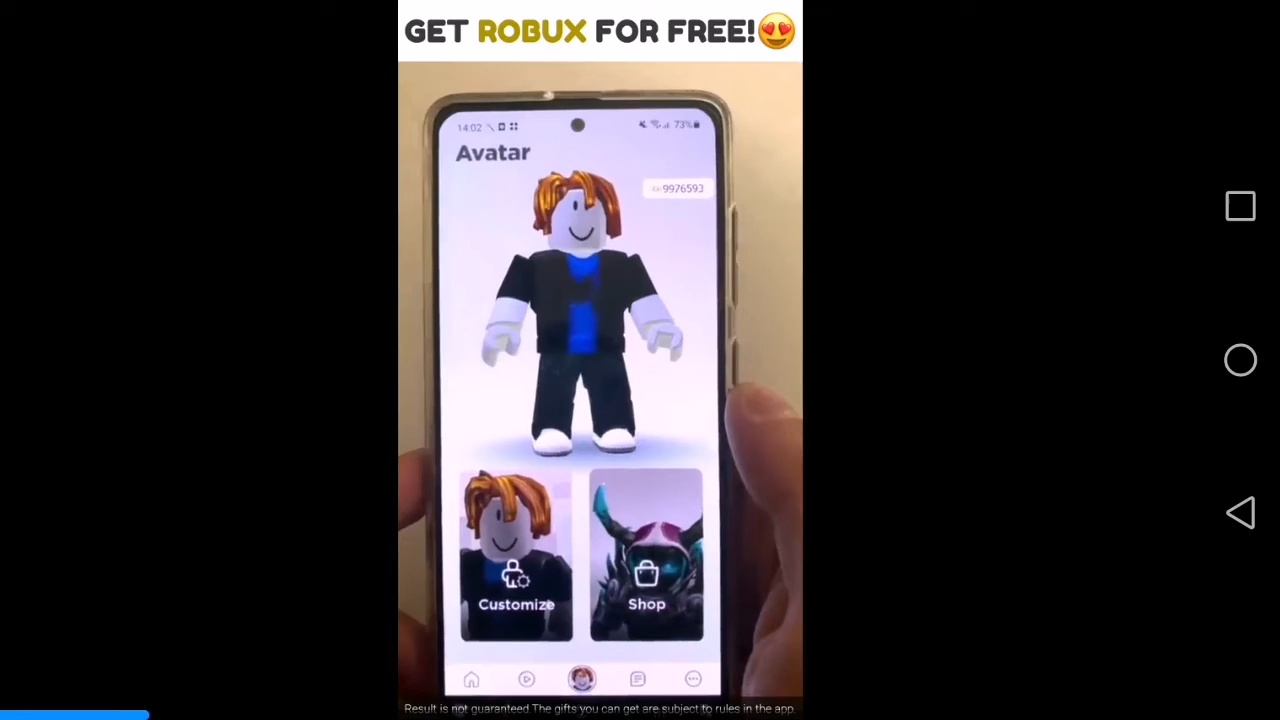 GET ROBUX FOR FREE!
14:02
73%
Avatar
9976593
Customize
Shop
Result is not guaranteed.The gifts you can get are subject to rules in the app.